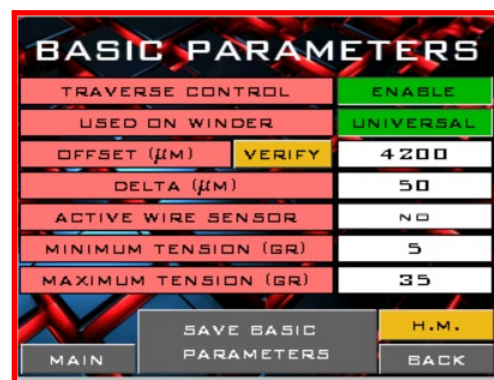 BASIC PARAMETERS
TRAVERSE CONTROL ENABLE
USED ON WINDER UNIVERSAL
OFFSET (µM) VERIFY 4200
DELTA (µM) 50
ACTIVE WIRE SENSOR NO
MINIMUM TENSION (GR) 5
MAXIMUM TENSION (GR) 35
SAVE BASIC H.M.
MAIN PARAMETERS BACK